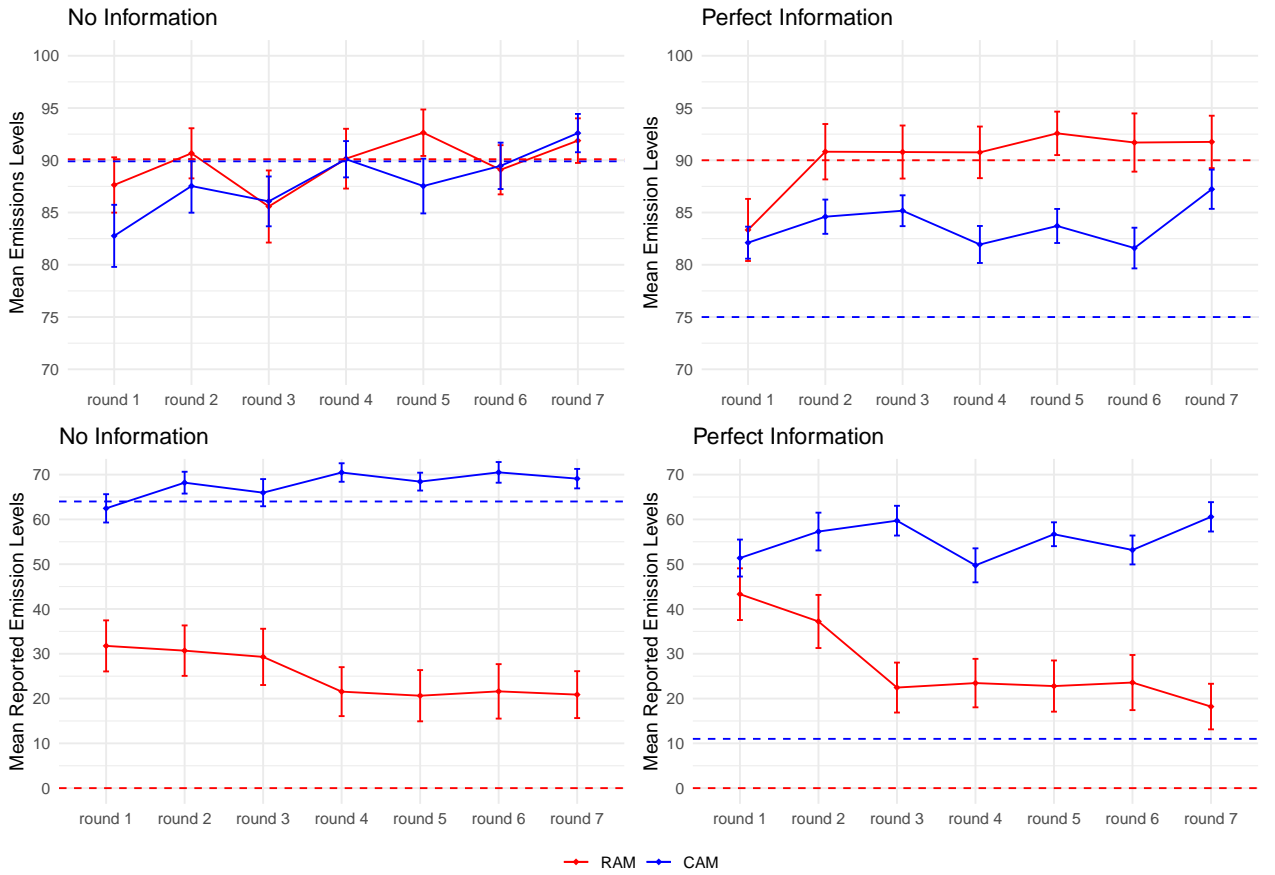 No Information
Mean Emissions Levels
100
95
90
85
80
75
70
round 1 round 2 round 3 round 4 round 5 round 6 round 7
Perfect Information
Mean Emission Levels
100
95
90
85
80
75
70
round 1 round 2 round 3 round 4 round 5 round 6 round 7
No Information
Mean Reported Emission Levels
70
60
50
40
30
20
10
0
round 1 round 2 round 3 round 4 round 5 round 6 round 7
Perfect Information
Mean Reported Emission Levels
70
60
50
40
30
20
10
0
round 1 round 2 round 3 round 4 round 5 round 6 round 7
RAM CAM